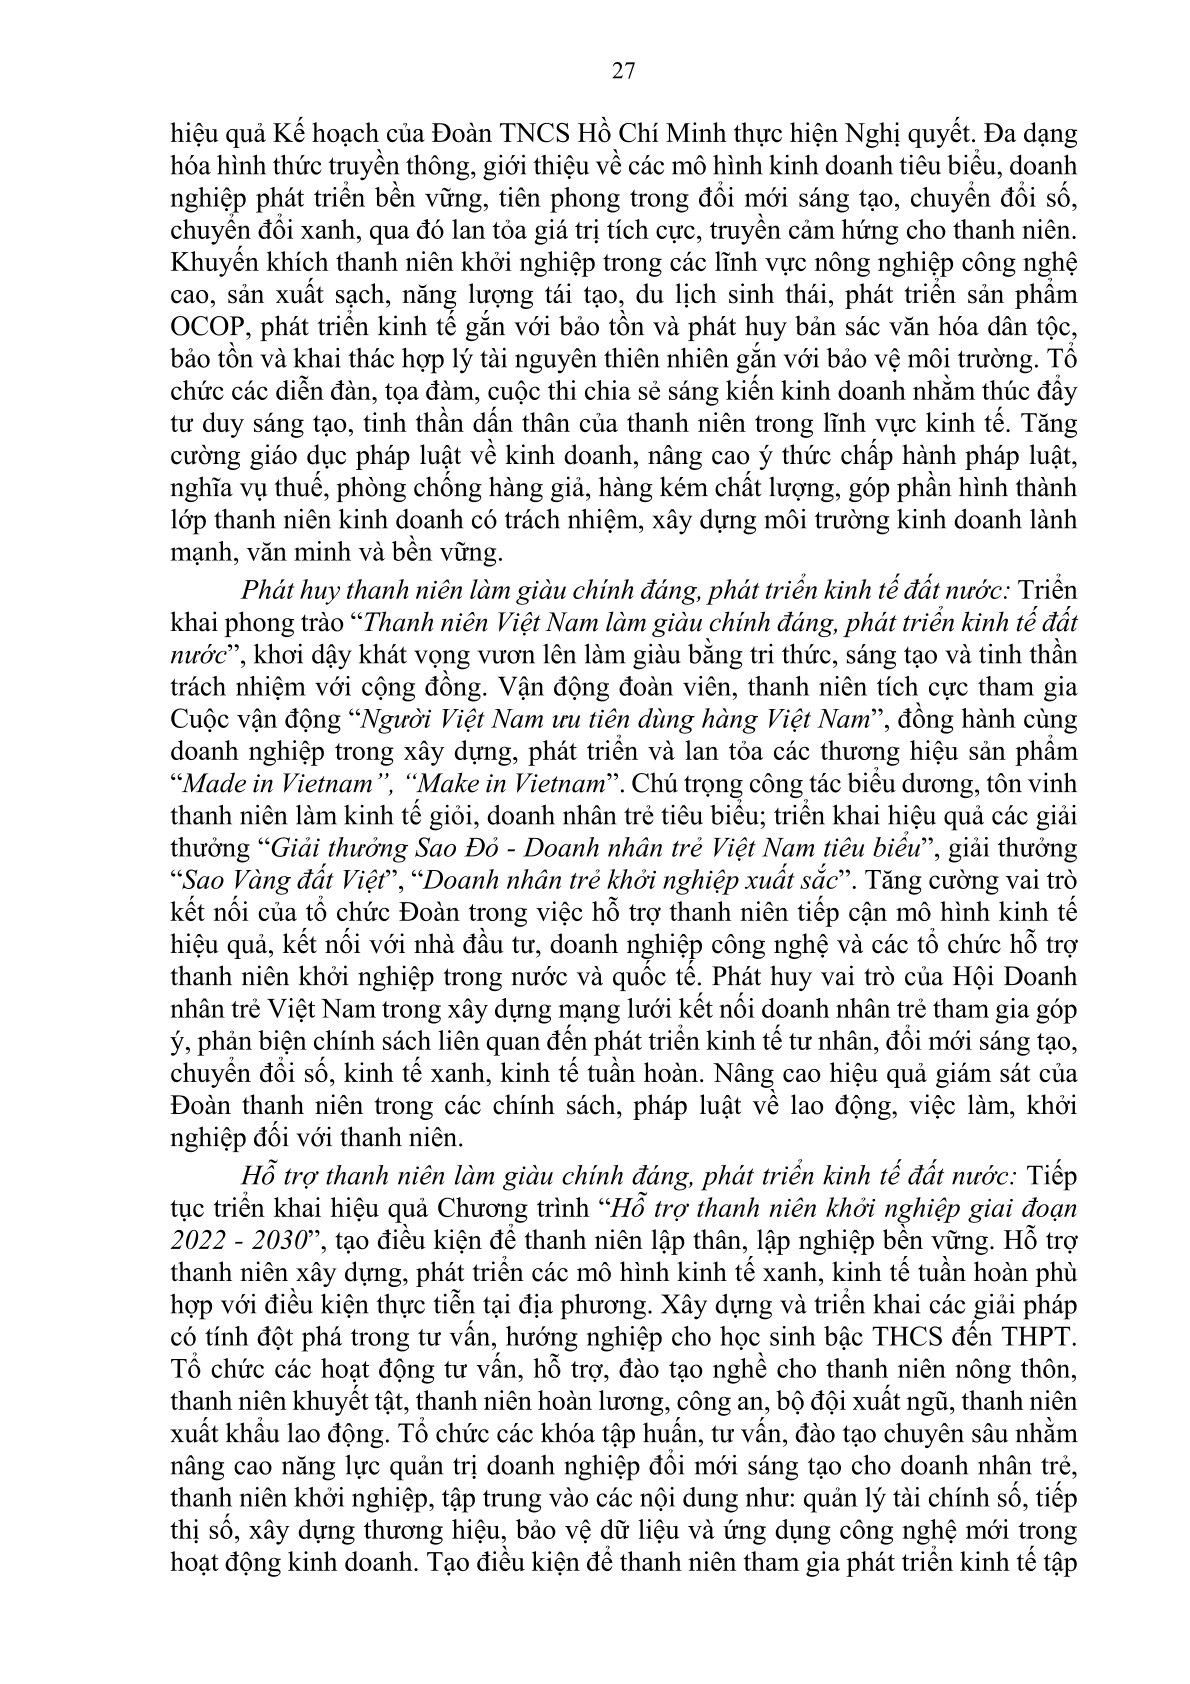 27
hiệu quả Kế hoạch của Đoàn TNCS Hồ Chí Minh thực hiện Nghị quyết. Đa dạng
hóa hình thức truyền thông, giới thiệu về các mô hình kinh doanh tiêu biểu, doanh
nghiệp phát triển bền vững, tiên phong trong đổi mới sáng tạo, chuyển đổi số,
chuyển đổi xanh, qua đó lan tỏa giá trị tích cực, truyền cảm hứng cho thanh niên.
Khuyến khích thanh niên khởi nghiệp trong các lĩnh vực nông nghiệp công nghệ
cao, sản xuất sạch, năng lượng tái tạo, du lịch sinh thái, phát triển sản phẩm
OCOP, phát triển kinh tế gắn với bảo tồn và phát huy bản sác văn hóa dân tộc,
bảo tồn và khai thác hợp lý tài nguyên thiên nhiên gắn với bảo vệ môi trường. Tổ
chức các diễn đàn, tọa đàm, cuộc thi chia sẻ sáng kiến kinh doanh nhằm thúc đẩy
tư duy sáng tạo, tinh thần dấn thân của thanh niên trong lĩnh vực kinh tế. Tăng
cường giáo dục pháp luật về kinh doanh, nâng cao ý thức chấp hành pháp luật,
nghĩa vụ thuế, phòng chống hàng giả, hàng kém chất lượng, góp phần hình thành
lớp thanh niên kinh doanh có trách nhiệm, xây dựng môi trường kinh doanh lành
mạnh, văn minh và bền vững.
Phát huy thanh niên làm giàu chính đáng, phát triển kinh tế đất nước: Triển
khai phong trào “Thanh niên Việt Nam làm giàu chính đáng, phát triển kinh tế đất
nước”, khơi dậy khát vọng vươn lên làm giàu bằng tri thức, sáng tạo và tinh thần
trách nhiệm với cộng đồng. Vận động đoàn viên, thanh niên tích cực tham gia
Cuộc vận động “Người Việt Nam ưu tiên dùng hàng Việt Nam”, đồng hành cùng
doanh nghiệp trong xây dựng, phát triển và lan tỏa các thương hiệu sản phẩm
“Made in Vietnam”, “Make in Vietnam”. Chú trọng công tác biểu dương, tôn vinh
thanh niên làm kinh tế giỏi, doanh nhân trẻ tiêu biểu; triển khai hiệu quả các giải
thưởng “Giải thưởng Sao Đỏ - Doanh nhân trẻ Việt Nam tiêu biểu”, giải thưởng
“Sao Vàng đất Việt”, “Doanh nhân trẻ khởi nghiệp xuất sắc”. Tăng cường vai trò
kết nối của tổ chức Đoàn trong việc hỗ trợ thanh niên tiếp cận mô hình kinh tế
hiệu quả, kết nối với nhà đầu tư, doanh nghiệp công nghệ và các tổ chức hỗ trợ
thanh niên khởi nghiệp trong nước và quốc tế. Phát huy vai trò của Hội Doanh
nhân trẻ Việt Nam trong xây dựng mạng lưới kết nối doanh nhân trẻ tham gia góp
ý, phản biện chính sách liên quan đến phát triển kinh tế tư nhân, đổi mới sáng tạo,
chuyển đổi số, kinh tế xanh, kinh tế tuần hoàn. Nâng cao hiệu quả giám sát của
Đoàn thanh niên trong các chính sách, pháp luật về lao động, việc làm, khởi
nghiệp đối với thanh niên.
Hỗ trợ thanh niên làm giàu chính đáng, phát triển kinh tế đất nước: Tiếp
tục triển khai hiệu quả Chương trình “Hỗ trợ thanh niên khởi nghiệp giai đoạn
2022 - 2030”, tạo điều kiện để thanh niên lập thân, lập nghiệp bền vững. Hỗ trợ
thanh niên xây dựng, phát triển các mô hình kinh tế xanh, kinh tế tuần hoàn phù
hợp với điều kiện thực tiễn tại địa phương. Xây dựng và triển khai các giải pháp
có tính đột phá trong tư vấn, hướng nghiệp cho học sinh bậc THCS đến THPT.
Tổ chức các hoạt động tư vấn, hỗ trợ, đào tạo nghề cho thanh niên nông thôn,
thanh niên khuyết tật, thanh niên hoàn lương, công an, bộ đội xuất ngũ, thanh niên
xuất khẩu lao động. Tổ chức các khóa tập huấn, tư vấn, đào tạo chuyên sâu nhằm
nâng cao năng lực quản trị doanh nghiệp đổi mới sáng tạo cho doanh nhân trẻ,
thanh niên khởi nghiệp, tập trung vào các nội dung như: quản lý tài chính số, tiếp
thị số, xây dựng thương hiệu, bảo vệ dữ liệu và ứng dụng công nghệ mới trong
hoạt động kinh doanh. Tạo điều kiện để thanh niên tham gia phát triển kinh tế tập